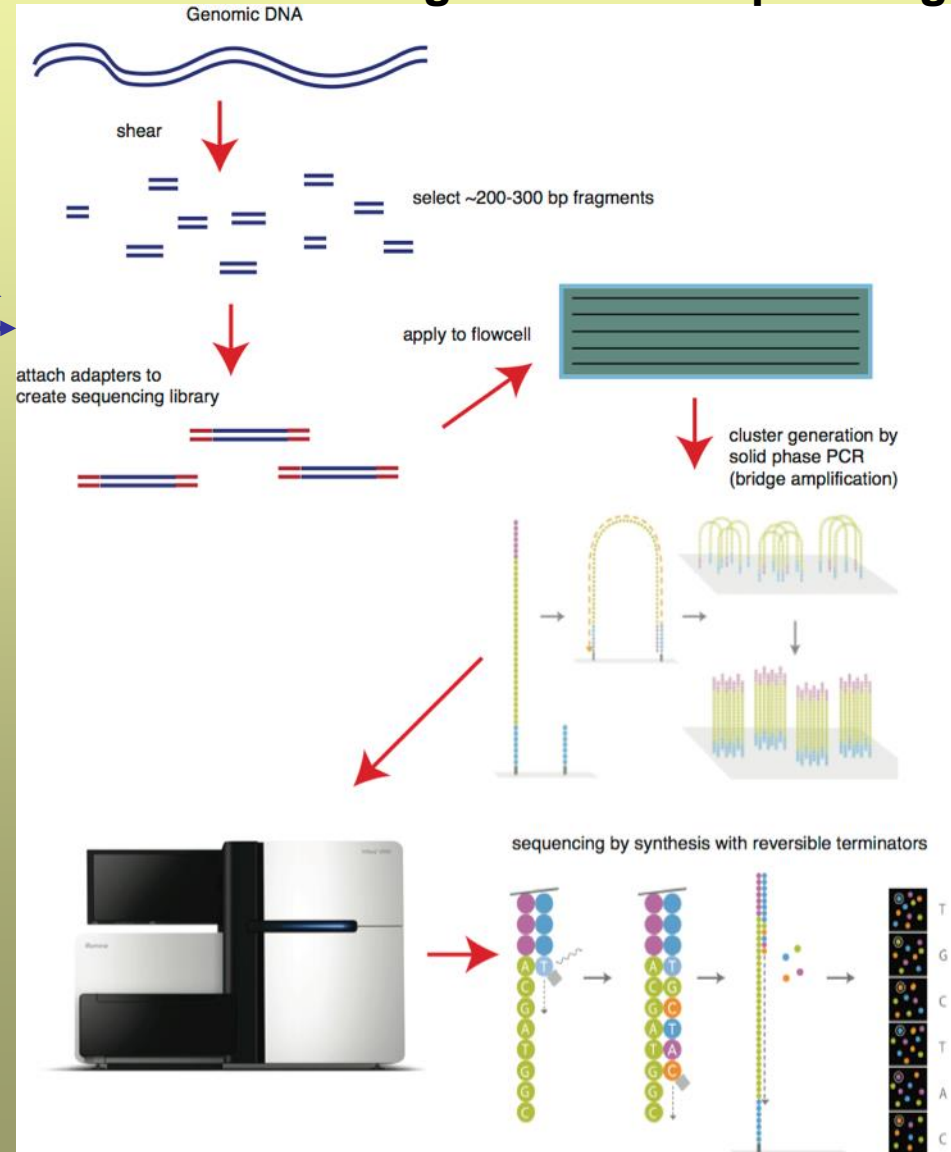 Genomic DNA
shear
select ~200-300 bp fragments
apply to flowcell
attach adapters to
create sequencing library
cluster generation by
solid phase PCR
(bridge amplification)
sequencing by synthesis with reversible terminators
A T
C
G
A
T
G
G
C
A T
C G
G C
A T
T A
G C
G
C
T
G
C
T
A
C